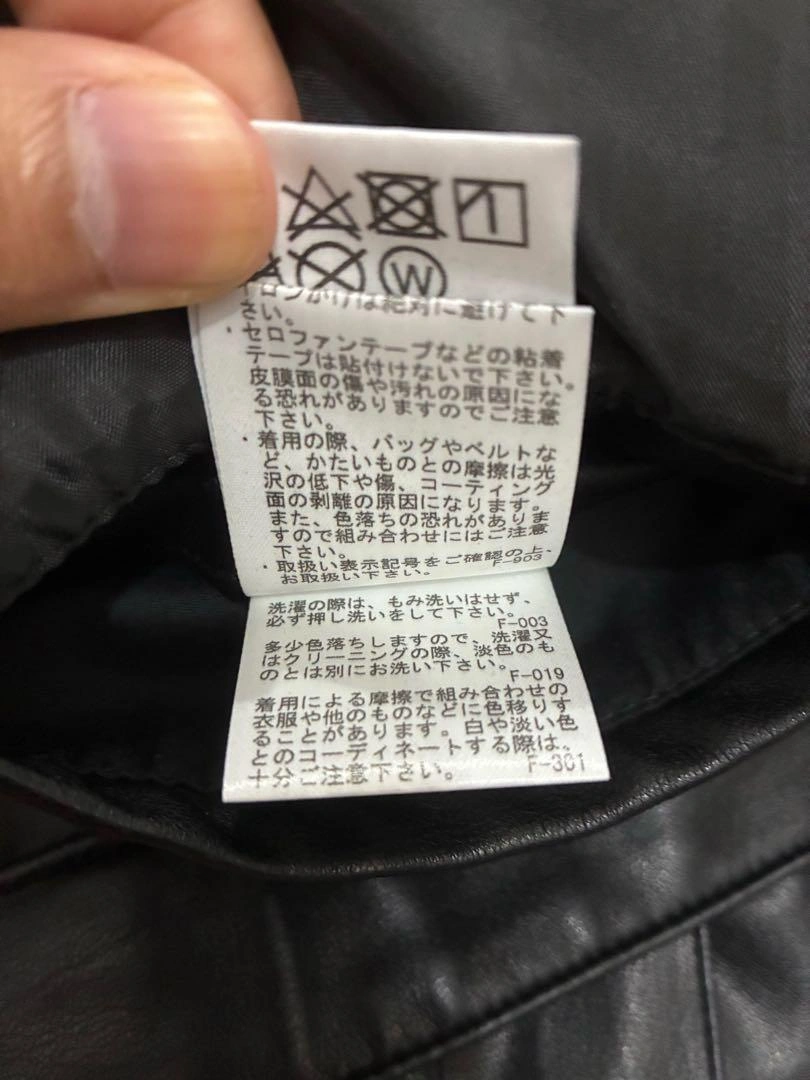 W
イロンがけは絶対に避けて下
さい。
・セロファンテープなどの粘着
テープは貼付けないで下さい。
皮膜面の傷や汚れの原因にな
る恐れがありますのでご注意
下さい。
・着用の際、バッグやベルトな
ど、かたいものとの摩擦は光
沢の低下や傷、コーティング
面の剥離の原因になります。
また、色落ちの恐れがありま
すので組み合わせにはご注意
下さい。
・取扱い表示記号をご確認の上、
お取扱い下さい。 F-903
洗濯の際は、もみ洗いはせず、
必ず押し洗いをして下さい。
F-003
多少色落ちしますので、洗濯又
はクリーニングの際、淡色のも
のとは別にお洗い下さい。
F-019
着用による摩擦で組み合わせの
衣服や他のものなどに色移りす
ることがあります。白や淡い色
とのコーディネートする際は、
十分ご注意下さい。 F-301